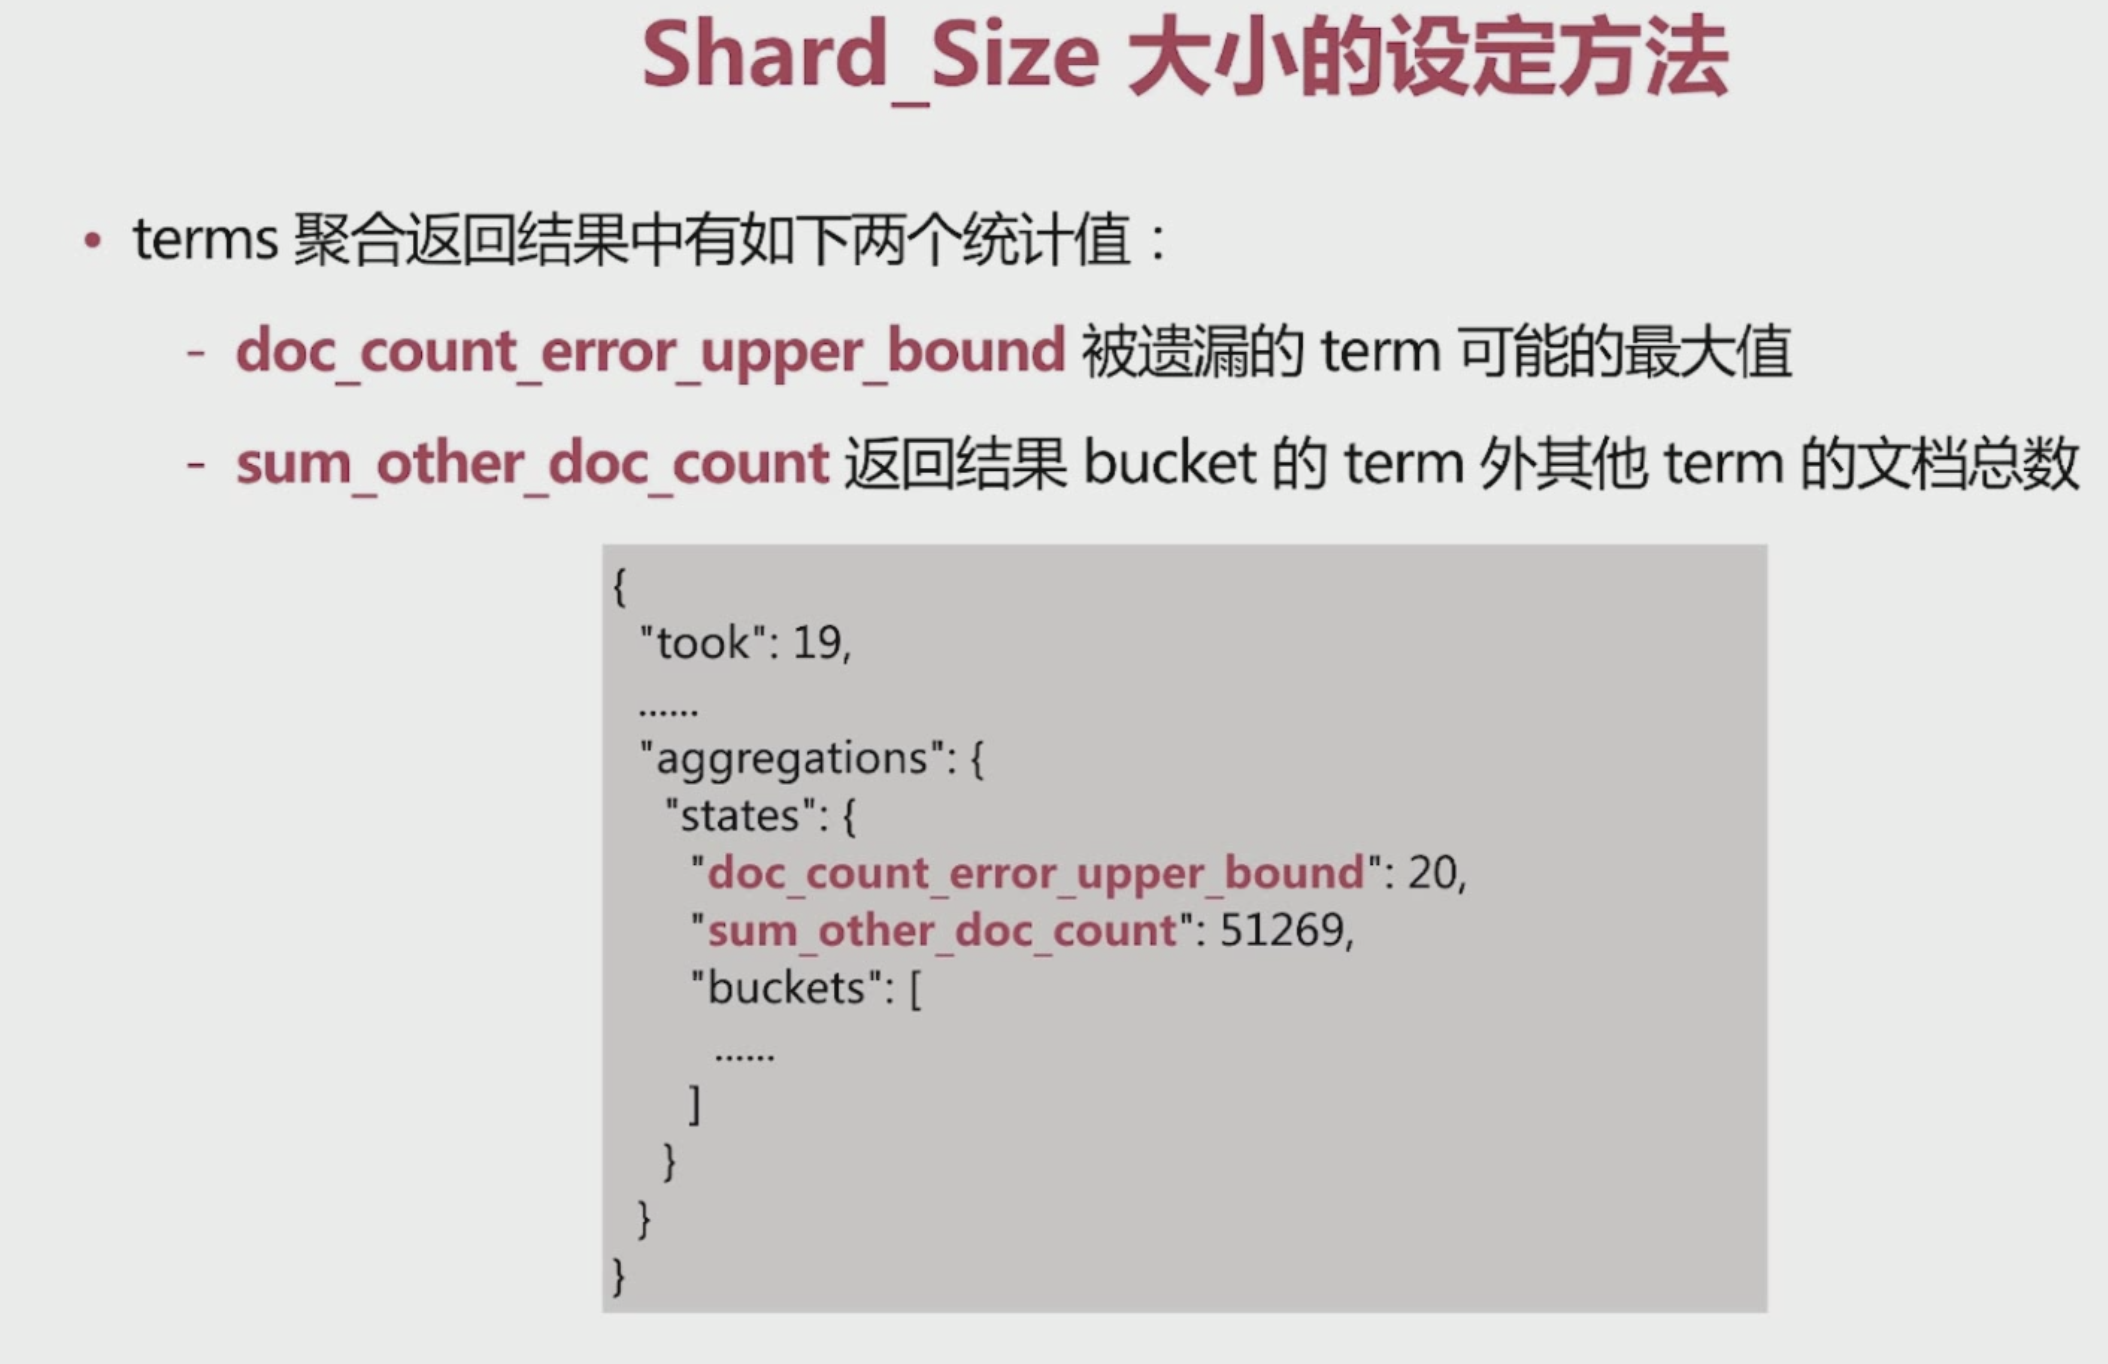 Shard_Size 大小的设定方法
• terms 聚合返回结果中有如下两个统计值：
- doc_count_error_upper_bound 被遗漏的 term 可能的最大值
- sum_other_doc_count 返回结果 bucket 的 term 外其他 term 的文档总数
{
"took": 19,
......
"aggregations": {
"states": {
"doc_count_error_upper_bound": 20,
"sum_other_doc_count": 51269,
"buckets": [
......
]
}
}
}